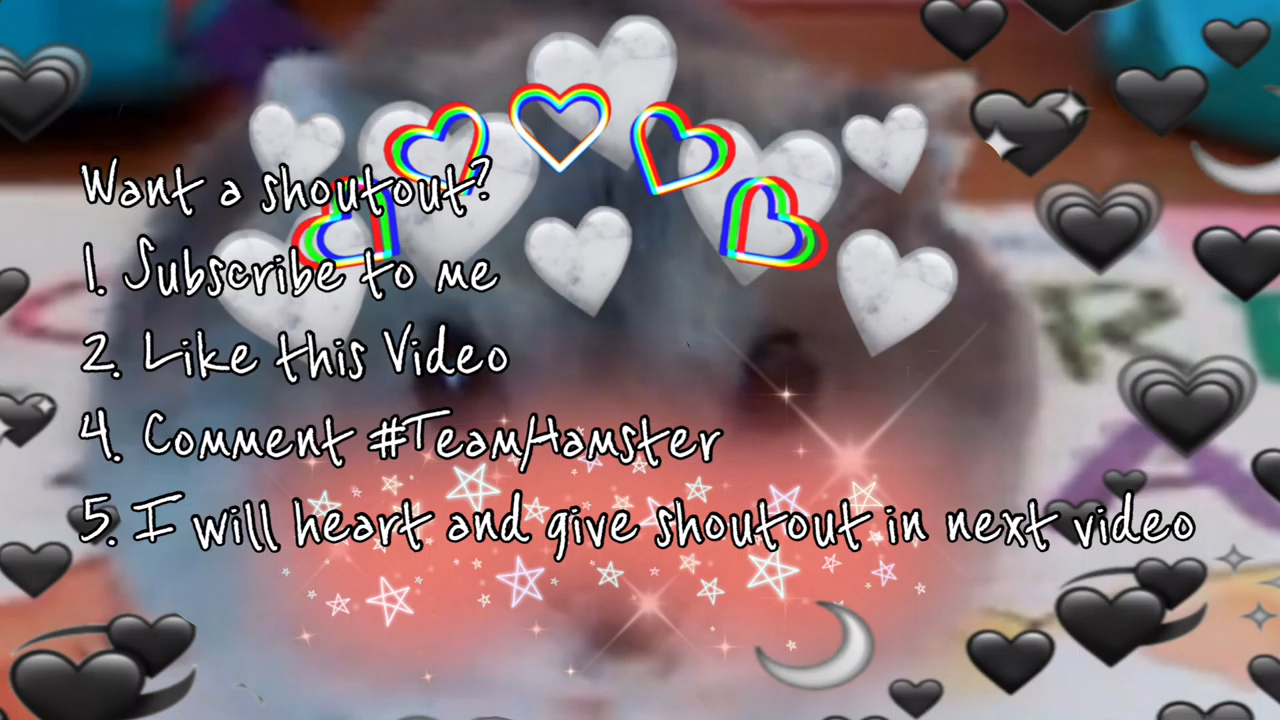 Want a shoutout?
1. Subscribe to me
2. Like this Video
4. Comment #TeamHamster
5. I will heart and give shoutout in next video